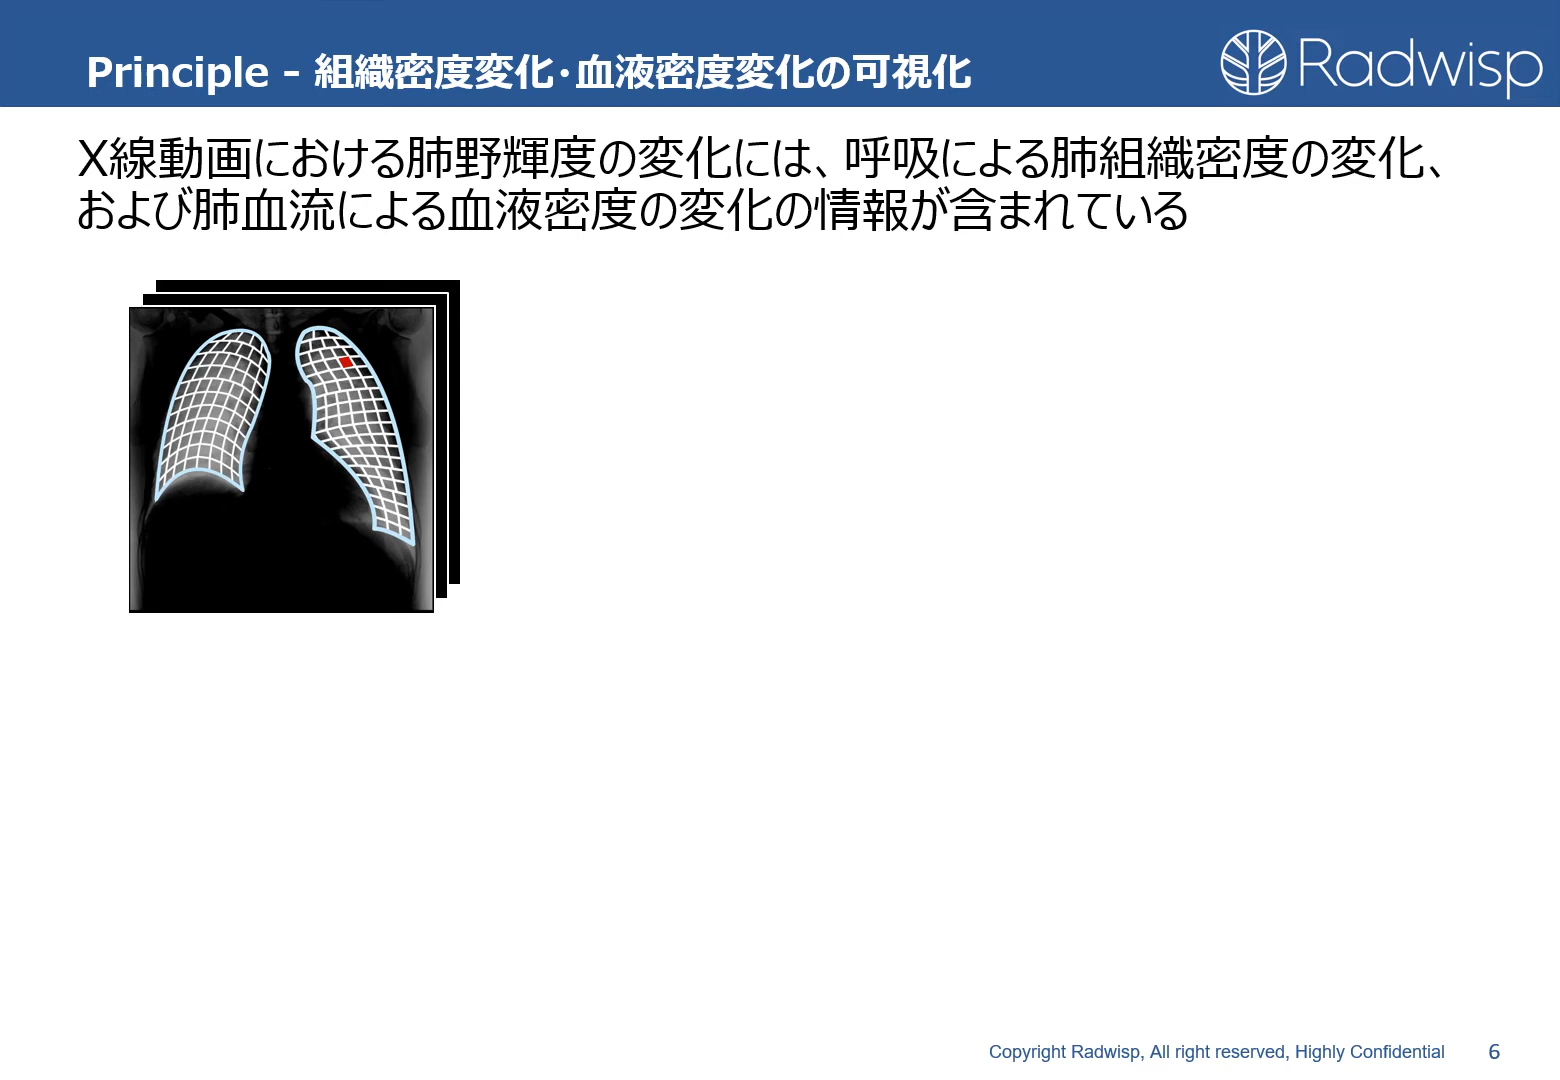 Principle - 組織密度変化・血液密度変化の可視化
Radwisp
X線動画における肺野輝度の変化には、呼吸による肺組織密度の変化、
および肺血流による血液密度の変化の情報が含まれている
Copyright Radwisp, All right reserved, Highly Confidential
6